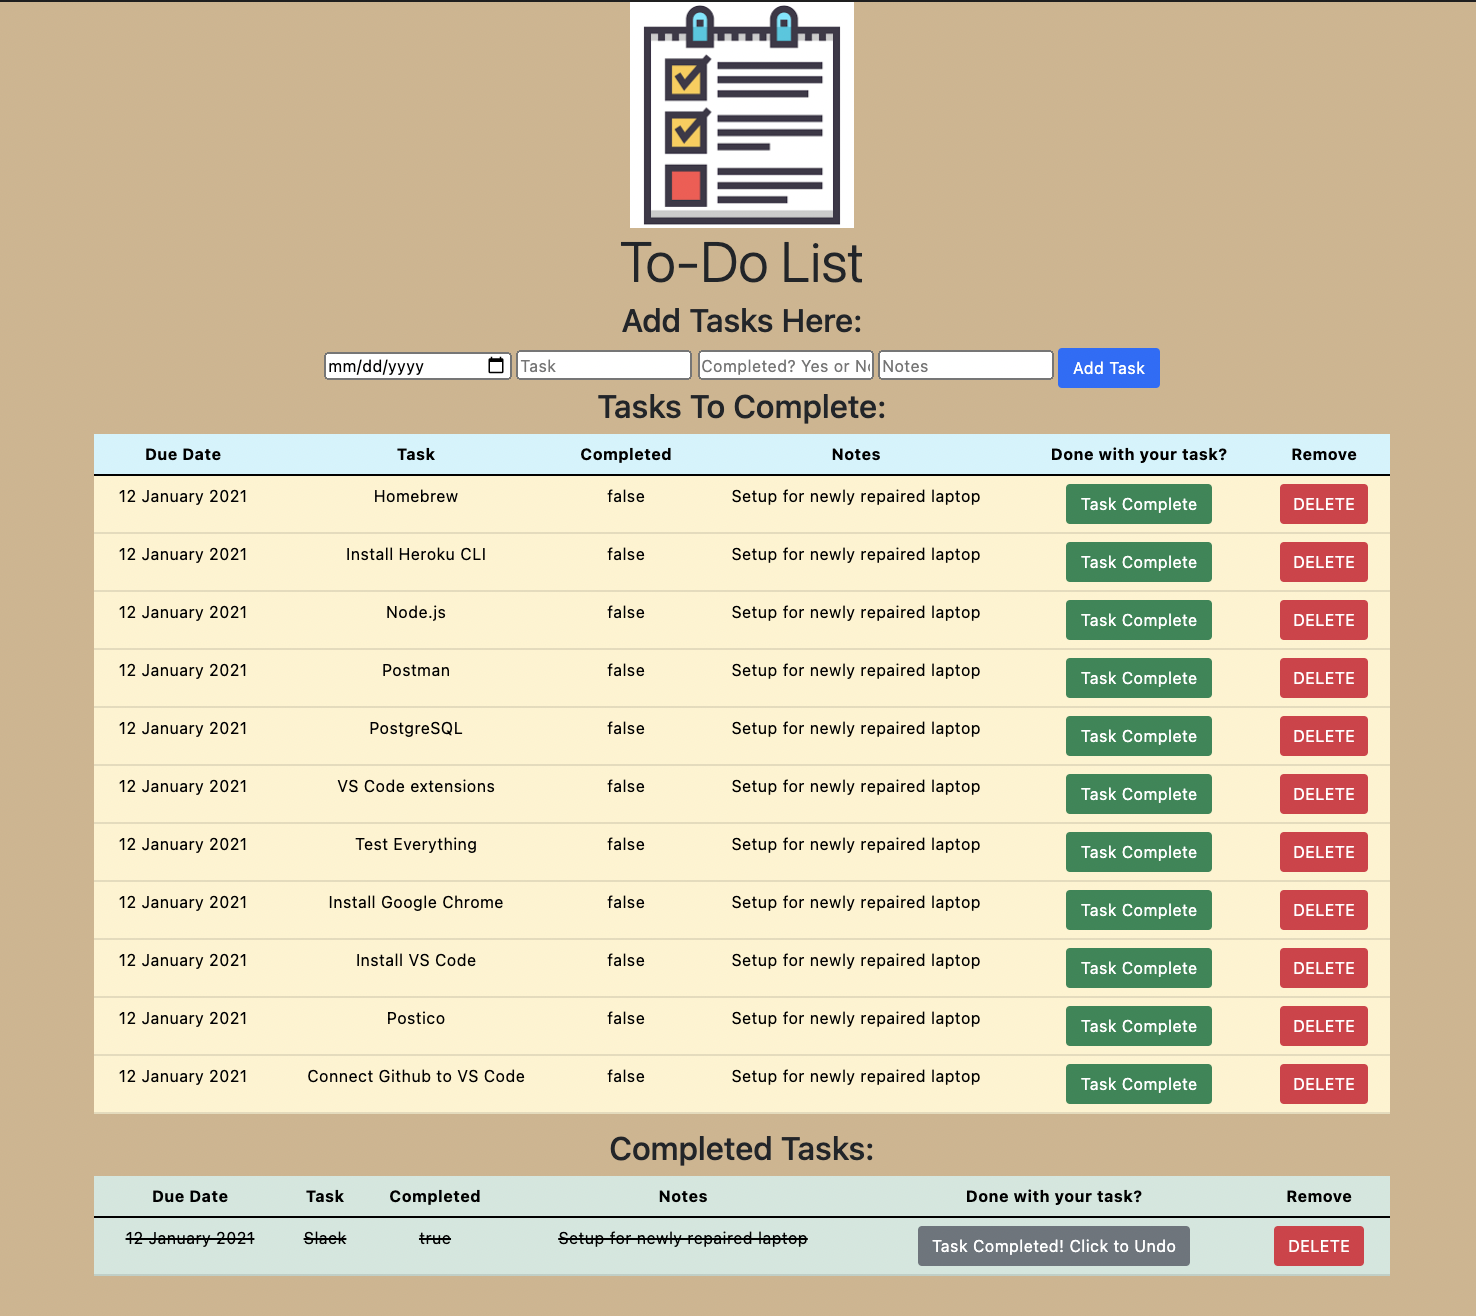 To-Do List
Add Tasks Here:
mm/dd/yyyy Task Completed? Yes or No Notes Add Task
Tasks To Complete:
Due Date Task Completed Notes Done with your task? Remove
12 January 2021 Homebrew false Setup for newly repaired laptop Task Complete DELETE
12 January 2021 Install Heroku CLI false Setup for newly repaired laptop Task Complete DELETE
12 January 2021 Node.js false Setup for newly repaired laptop Task Complete DELETE
12 January 2021 Postman false Setup for newly repaired laptop Task Complete DELETE
12 January 2021 PostgreSQL false Setup for newly repaired laptop Task Complete DELETE
12 January 2021 VS Code extensions false Setup for newly repaired laptop Task Complete DELETE
12 January 2021 Test Everything false Setup for newly repaired laptop Task Complete DELETE
12 January 2021 Install Google Chrome false Setup for newly repaired laptop Task Complete DELETE
12 January 2021 Install VS Code false Setup for newly repaired laptop Task Complete DELETE
12 January 2021 Postico false Setup for newly repaired laptop Task Complete DELETE
12 January 2021 Connect Github to VS Code false Setup for newly repaired laptop Task Complete DELETE
Completed Tasks:
Due Date Task Completed Notes Done with your task? Remove
12 January 2021 Slack true Setup for newly repaired laptop Task Completed! Click to Undo DELETE